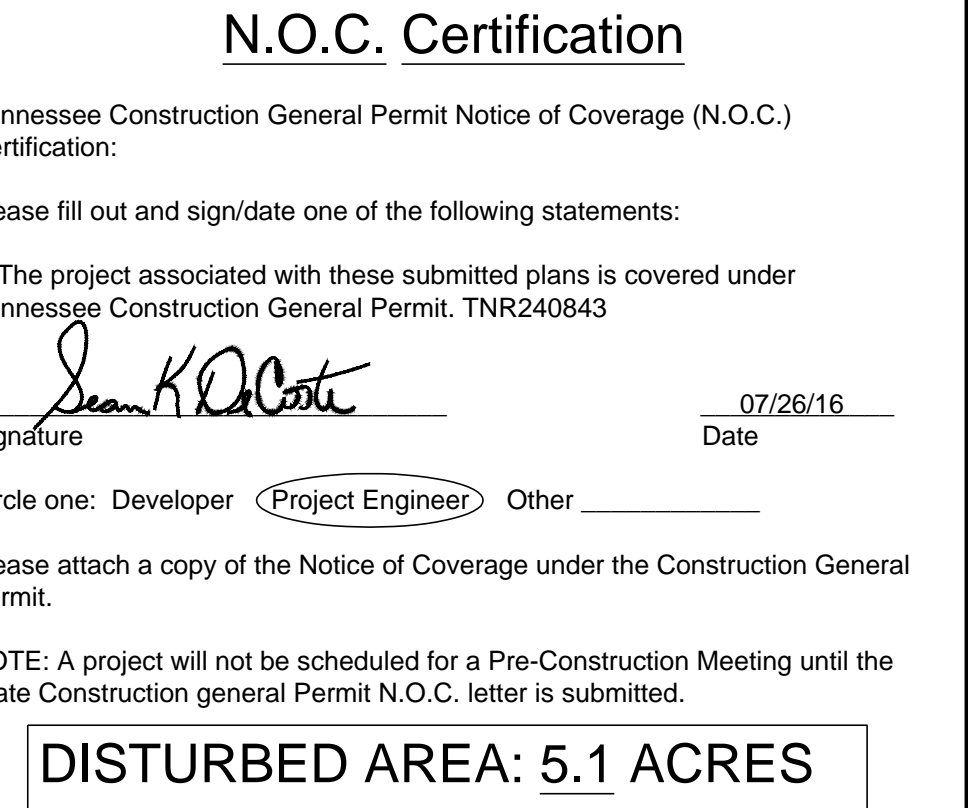 N.O.C. Certification
nnessee Construction General Permit Notice of Coverage (N.O.C.)
ertification:
ease fill out and sign/date one of the following statements:
The project associated with these submitted plans is covered under
nnessee Construction General Permit. TNR240843
Sean K DeCoste
07/26/16
gnature Date
rcle one: Developer Project Engineer Other ____________
ease attach a copy of the Notice of Coverage under the Construction General
rmit.
OTE: A project will not be scheduled for a Pre-Construction Meeting until the
ate Construction general Permit N.O.C. letter is submitted.
DISTURBED AREA: 5.1 ACRES